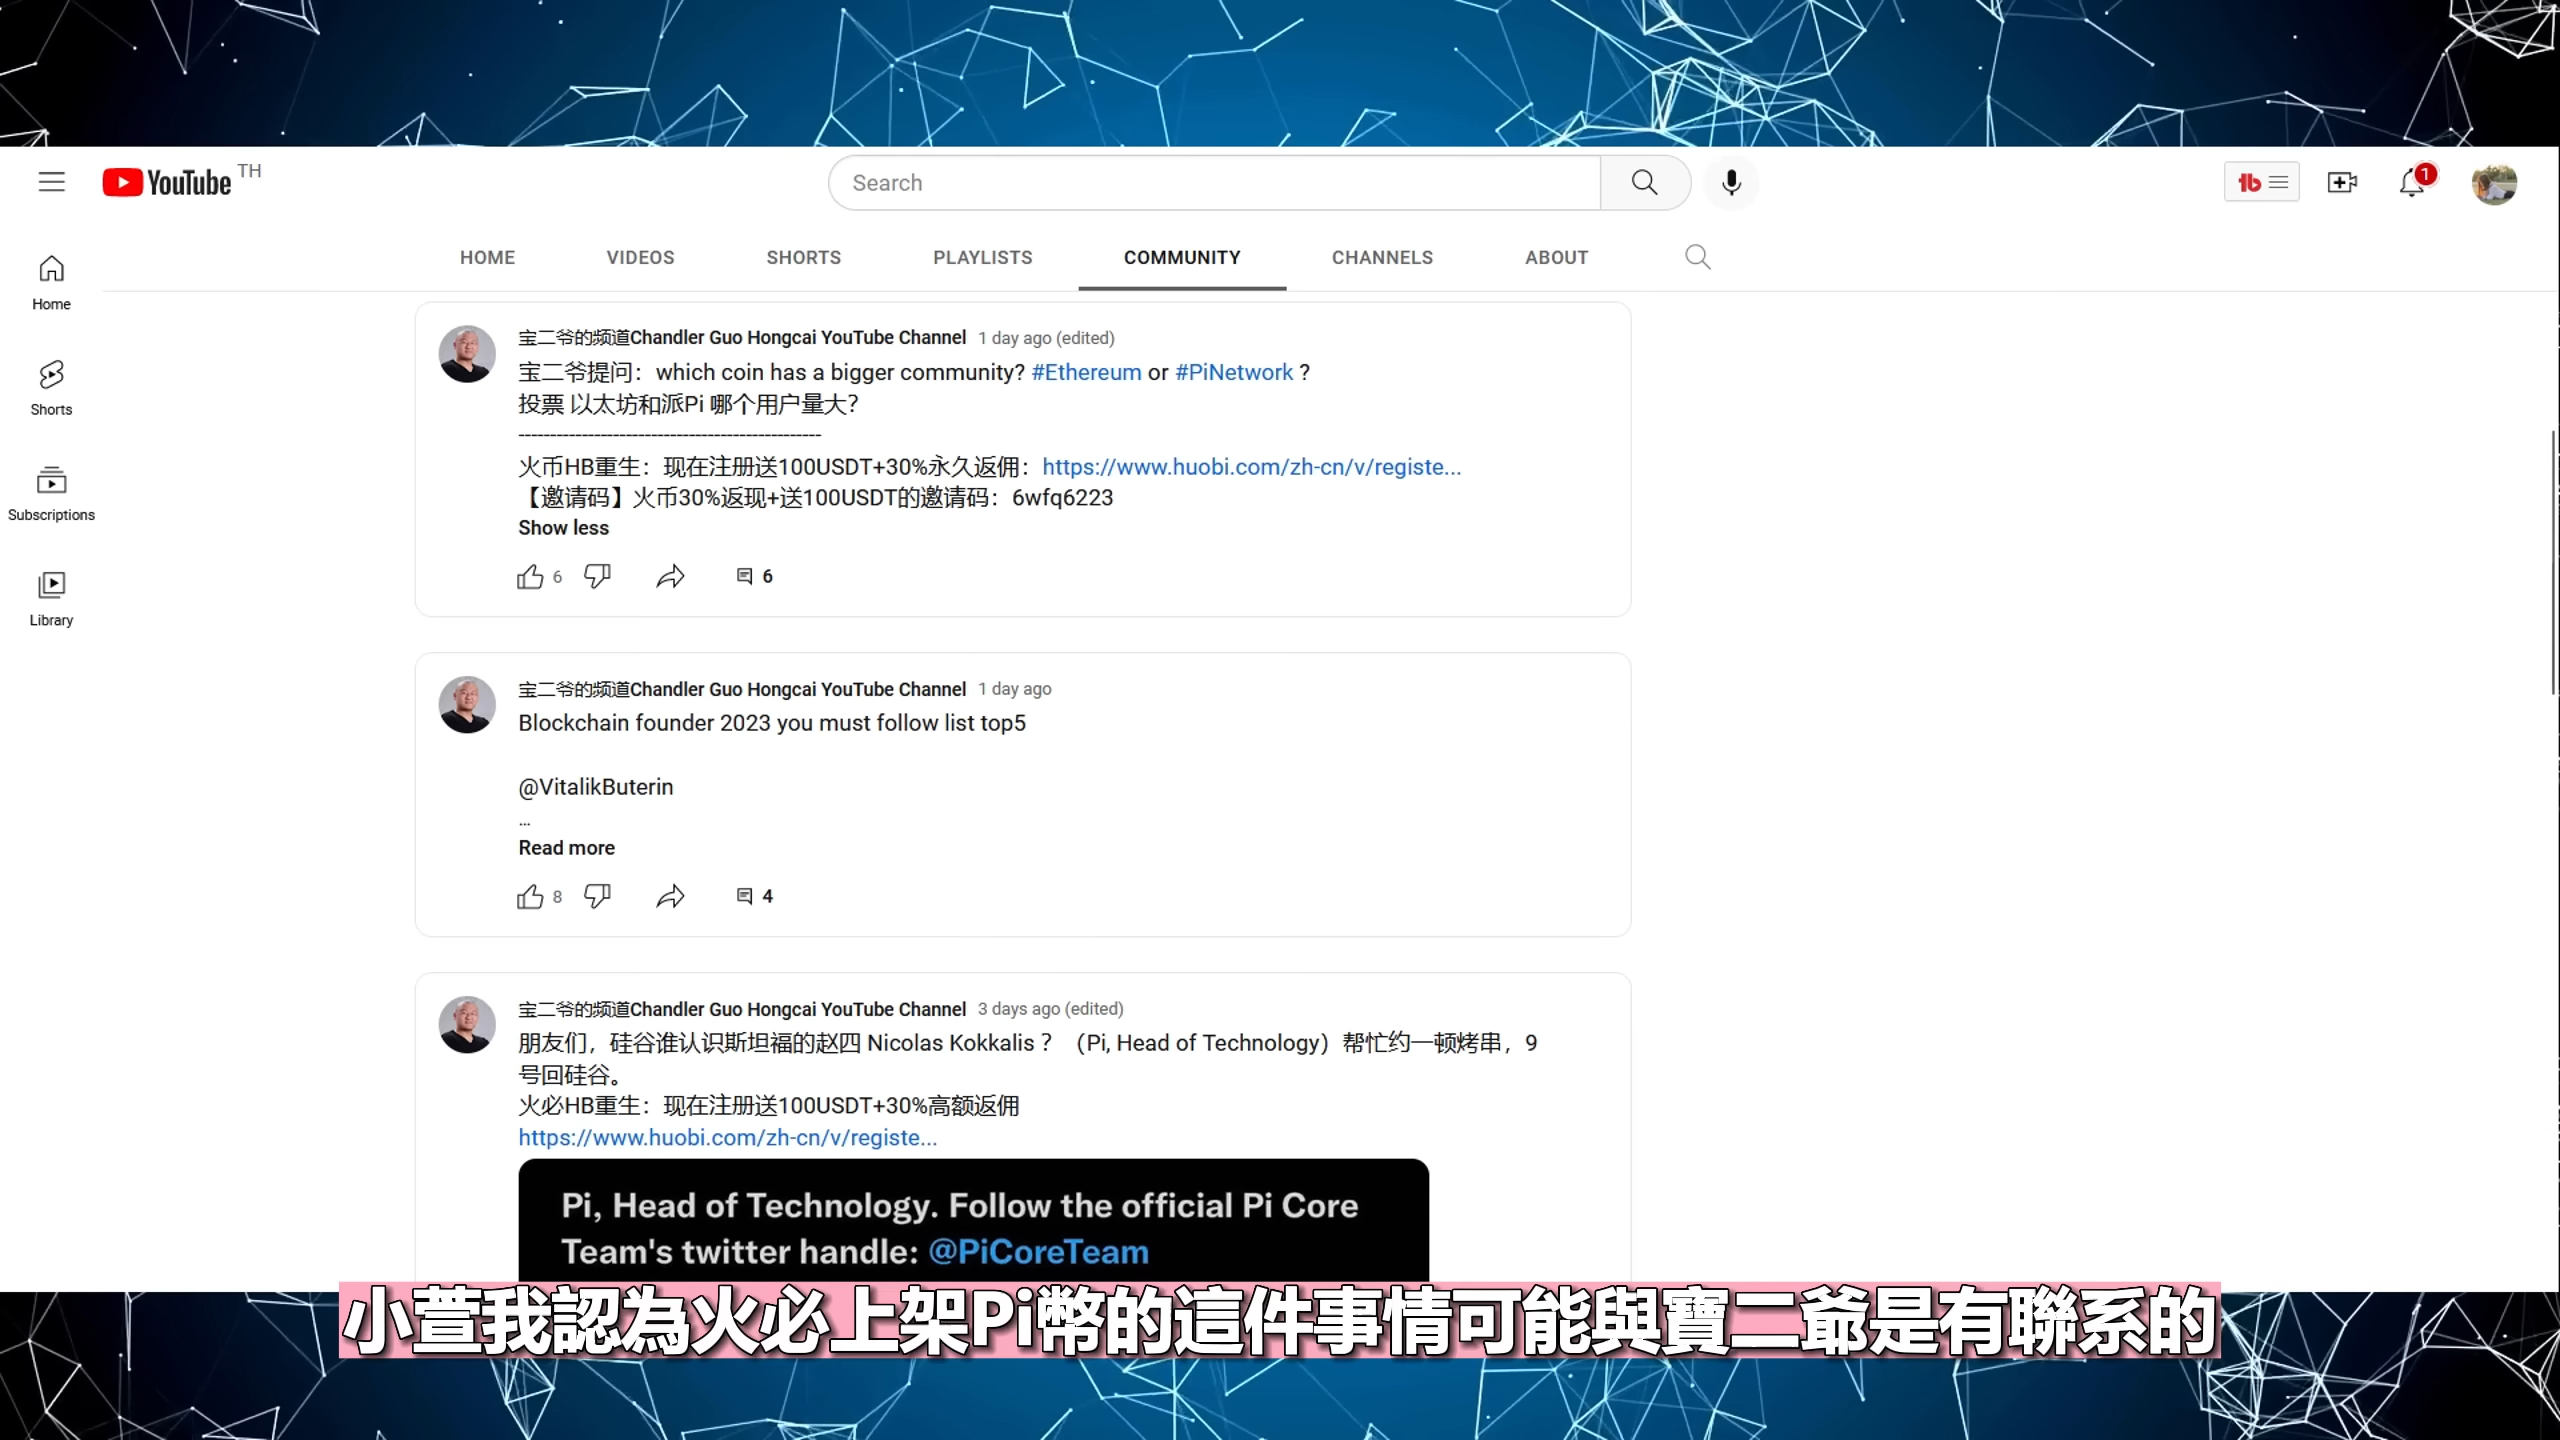 YouTube TH
Search
1
HOME VIDEOS SHORTS PLAYLISTS COMMUNITY CHANNELS ABOUT
Home
Shorts
Subscriptions
Library
宝二爷的频道Chandler Guo Hongcai YouTube Channel 1 day ago (edited)
宝二爷提问：which coin has a bigger community? #Ethereum or #PiNetwork ?
投票 以太坊和派Pi 哪个用户量大？
------------------------------------------------
火币HB重生：现在注册送100USDT+30%永久返佣：https://www.huobi.com/zh-cn/v/registe...
【邀请码】火币30%返现+送100USDT的邀请码：6wfq6223
Show less
6 6
宝二爷的频道Chandler Guo Hongcai YouTube Channel 1 day ago
Blockchain founder 2023 you must follow list top5
@VitalikButerin
...
Read more
8 4
宝二爷的频道Chandler Guo Hongcai YouTube Channel 3 days ago (edited)
朋友们，硅谷谁认识斯坦福的赵四 Nicolas Kokkalis ？（Pi, Head of Technology）帮忙约一顿烤串，9
号回硅谷。
火必HB重生：现在注册送100USDT+30%高额返佣
https://www.huobi.com/zh-cn/v/registe...
Pi, Head of Technology. Follow the official Pi Core
Team's twitter handle: @PiCoreTeam
小萱我認為火必上架Pi幣的這件事情可能與寶二爺是有聯系的